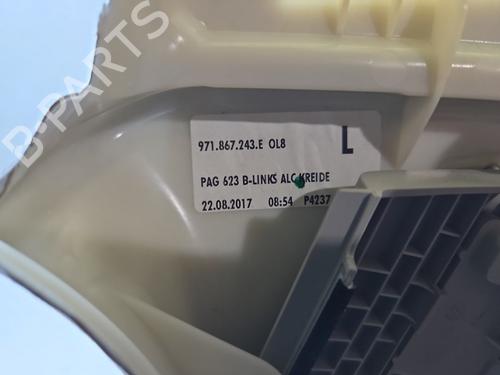 971.867.243.E OL8 L
PAG 623 B-LINKS ALC KREIDE
22.08.2017 08:54 P4237
B-PARTS